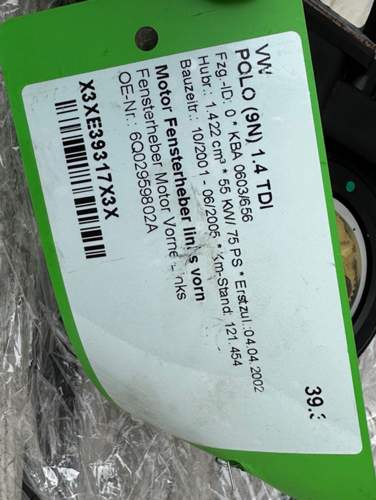 VW
POLO (9N) 1.4 TDI
Fzg.-ID: 0 * KBA 0603/656
Hubr.: 1.422 cm³ * 55 KW/ 75 PS * Erstzul.:04.04.2002
Bauzeitr.: 10/2001 - 06/2005 * Km-Stand: 121.454
Motor Fensterheber links vorn
Fensterheber Motor Vorne Links
OE-Nr.: 6Q02959802A
X3XE39317X3X
39.